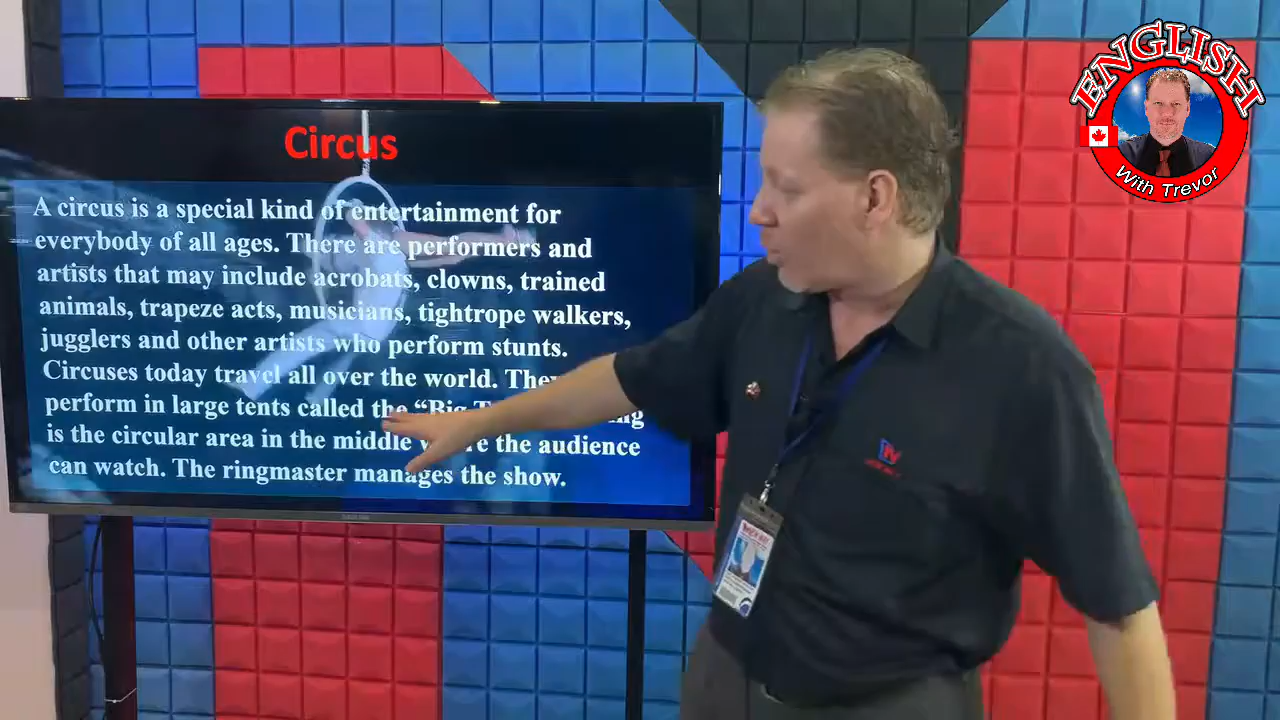 Circus
A circus is a special kind of entertainment for
everybody of all ages. There are performers and
artists that may include acrobats, clowns, trained
animals, trapeze acts, musicians, tightrope walkers,
jugglers and other artists who perform stunts.
Circuses today travel all over the world.
perform in large tents called the
is the circular area in the middle the audience
can watch. The ringmaster manages the show.
ENGLISH
With Trevor